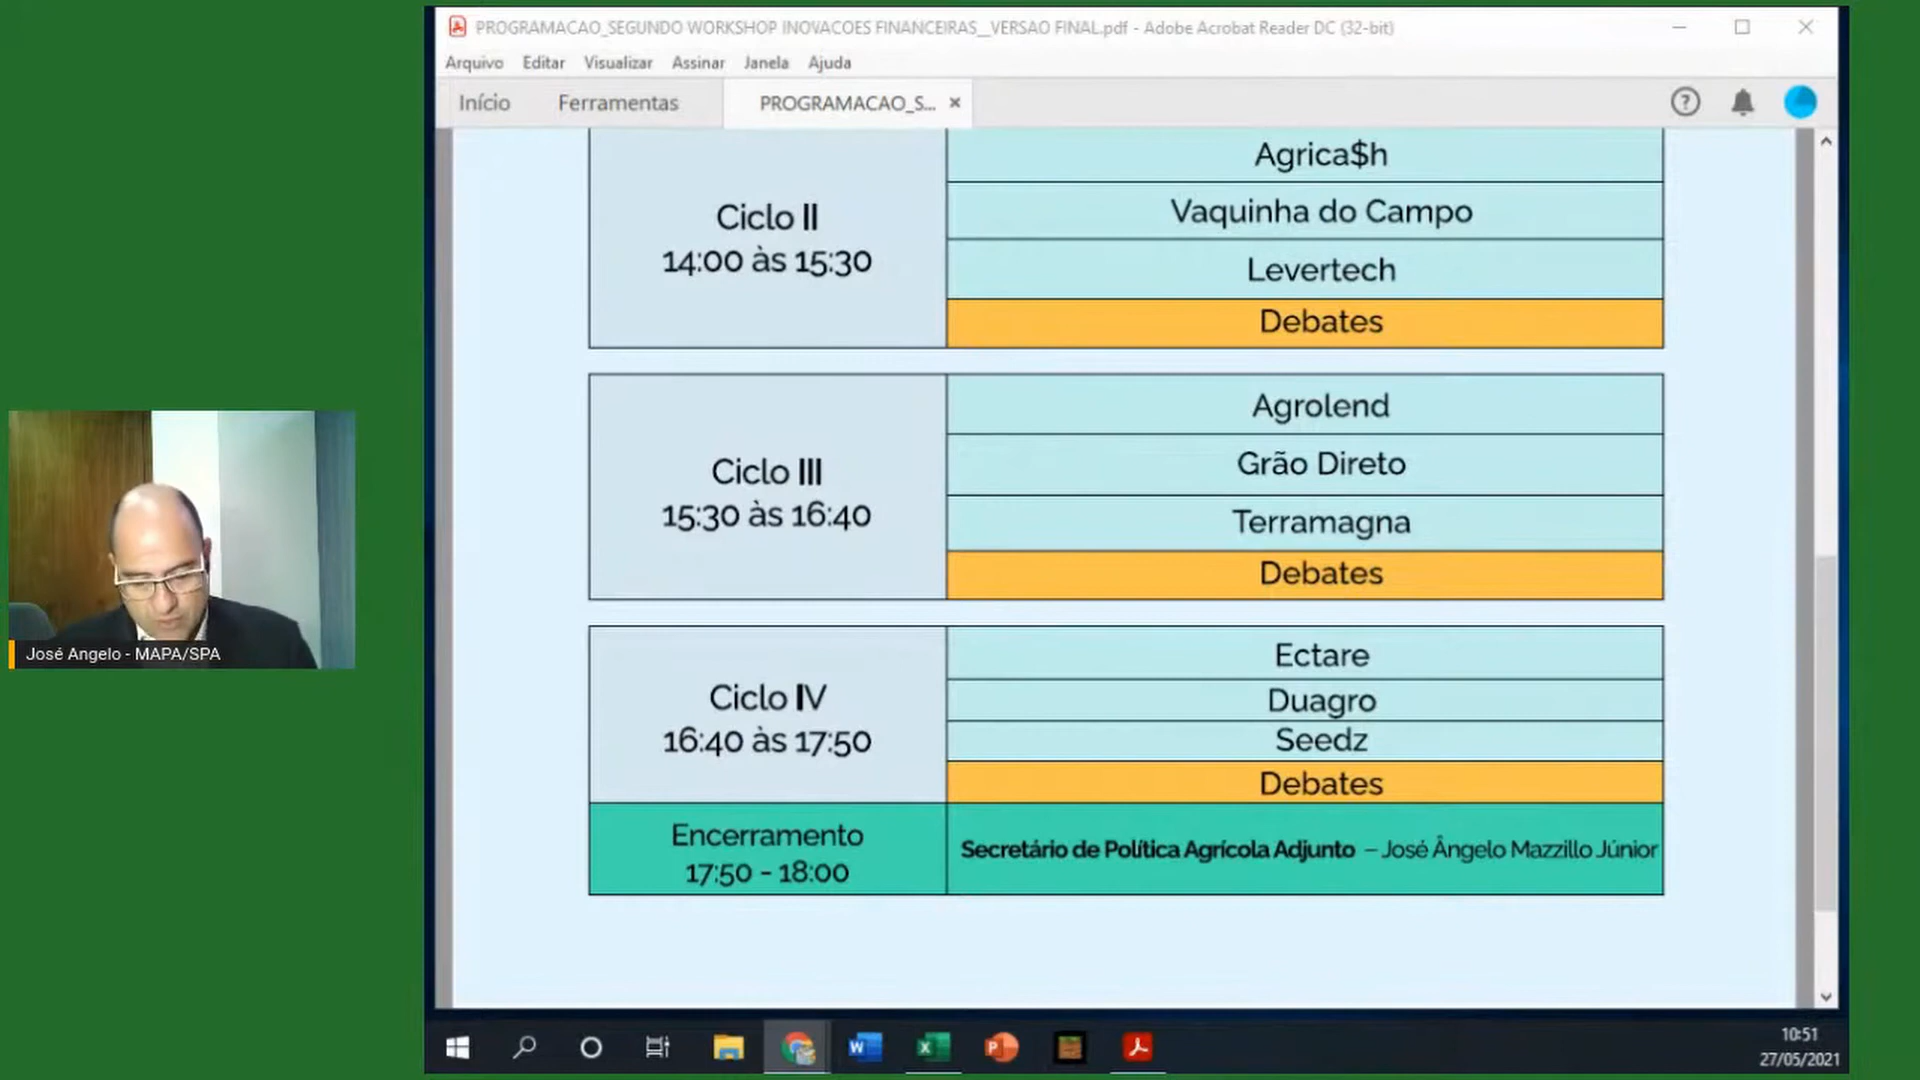 PROGRAMACAO_SEGUNDO WORKSHOP INOVACOES FINANCEIRAS__VERSAO FINAL.pdf - Adobe Acrobat Reader DC (32-bit)
Arquivo Editar Visualizar Assinar Janela Ajuda
Início Ferramentas PROGRAMACAO_S... ×
Ciclo II
14:00 às 15:30
Agrica$h
Vaquinha do Campo
Levertech
Debates
Ciclo III
15:30 às 16:40
Agrolend
Grão Direto
Terramagna
Debates
Ciclo IV
16:40 às 17:50
Ectare
Duagro
Seedz
Debates
Encerramento
17:50 - 18:00
Secretário de Política Agrícola Adjunto – José Ângelo Mazzillo Júnior
José Angelo - MAPA/SPA
10:51
27/05/2021